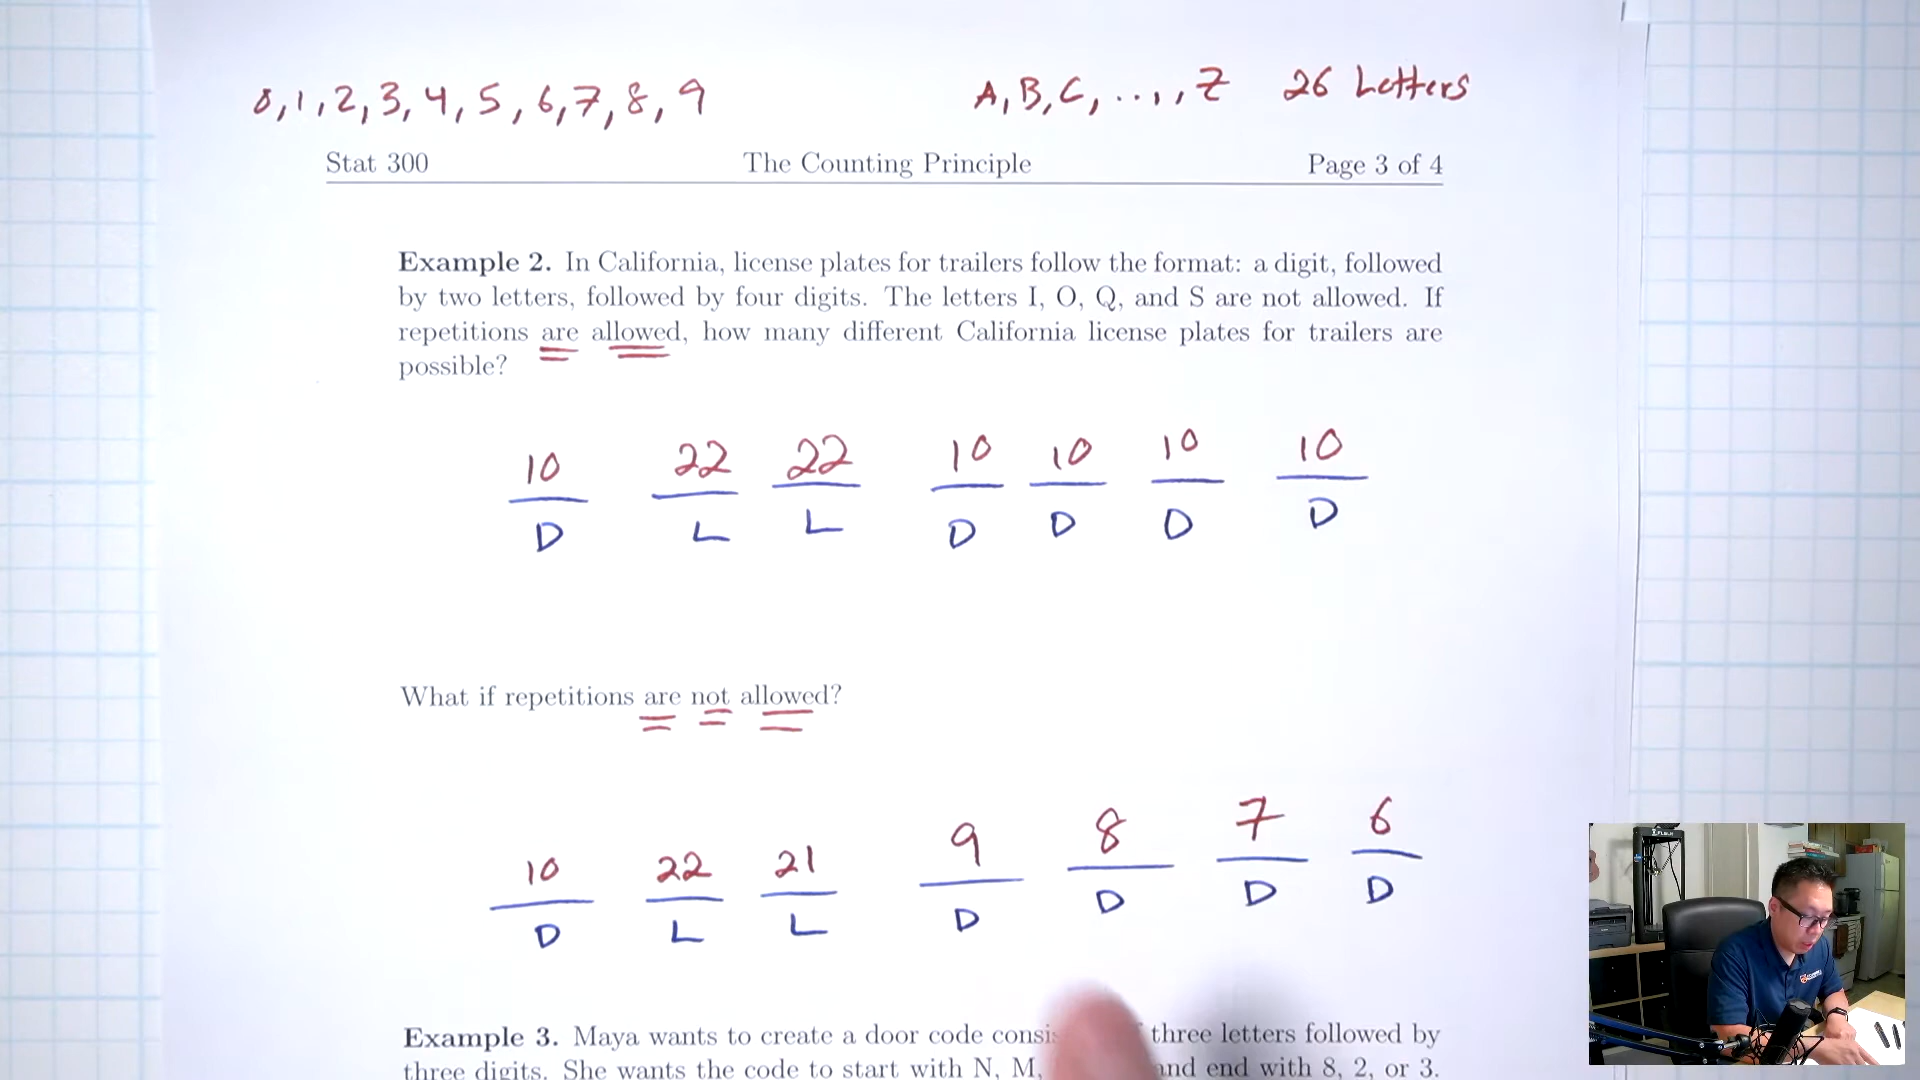 0,1,2,3,4,5,6,7,8,9 A,B,C,...,,Z 26 Letters
Stat 300 The Counting Principle Page 3 of 4
Example 2. In California, license plates for trailers follow the format: a digit, followed
by two letters, followed by four digits. The letters I, O, Q, and S are not allowed. If
repetitions are allowed, how many different California license plates for trailers are
possible?
10 22 22 10 10 10 10
D L L D D D D
What if repetitions are not allowed?
10 22 21 9 8 7 6
D L L D D D D
Example 3. Maya wants to create a door code three letters followed by
three digits. She wants the code to start with N, M, and end with 8, 2, or 3.